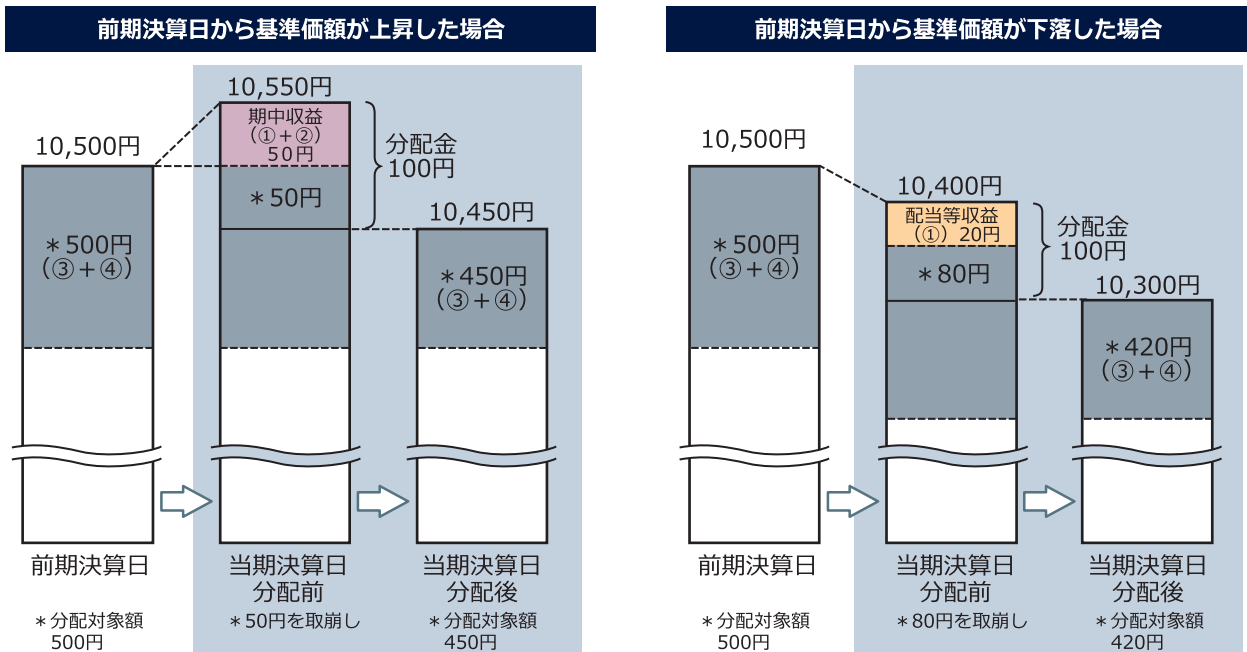 前期決算日から基準価額が上昇した場合
10,500円
＊500円
（③＋④）
10,550円
期中収益
（①＋②）
50円
＊50円
分配金
100円
10,450円
＊450円
（③＋④）
前期決算日
当期決算日
分配前
当期決算日
分配後
＊分配対象額
500円
＊50円を取崩し
＊分配対象額
450円
前期決算日から基準価額が下落した場合
10,500円
＊500円
（③＋④）
10,400円
配当等収益
（①）20円
＊80円
分配金
100円
10,300円
＊420円
（③＋④）
前期決算日
当期決算日
分配前
当期決算日
分配後
＊分配対象額
500円
＊80円を取崩し
＊分配対象額
420円